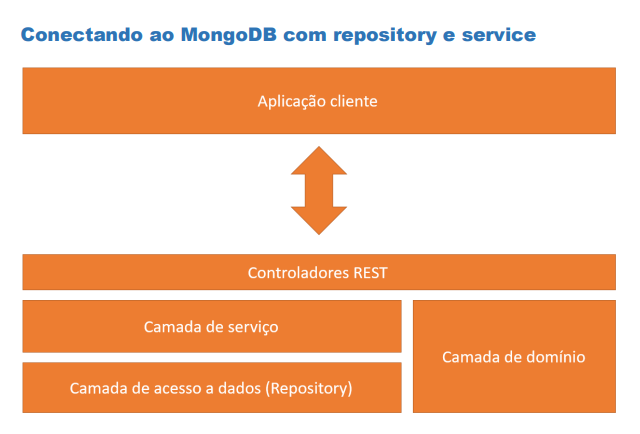 Conectando ao MongoDB com repository e service
Aplicação cliente
Controladores REST
Camada de serviço
Camada de domínio
Camada de acesso a dados (Repository)